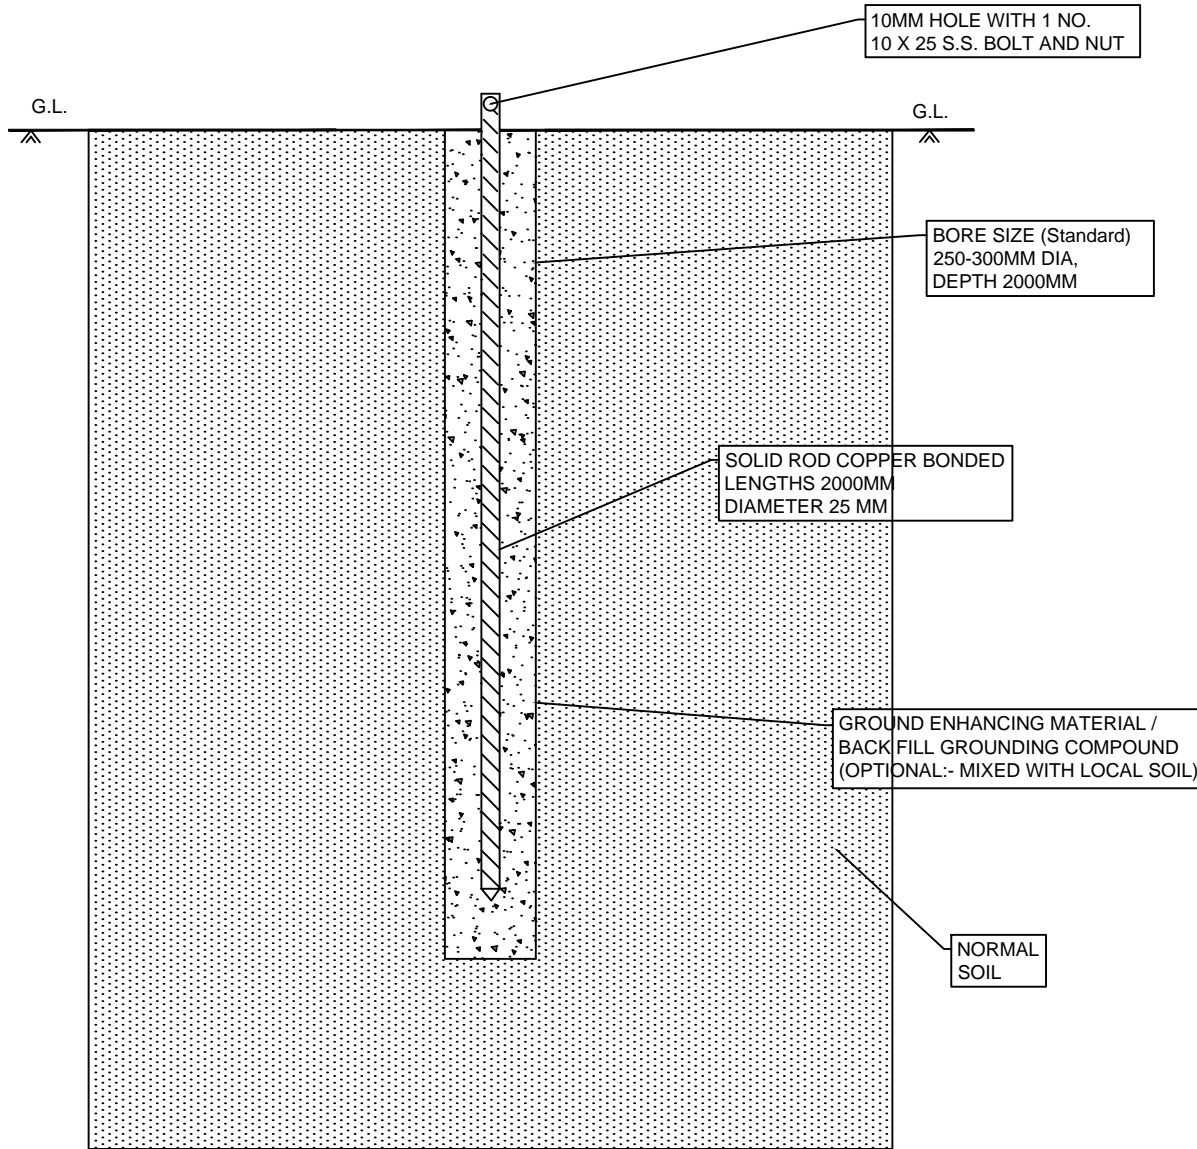 10MM HOLE WITH 1 NO.
10 X 25 S.S. BOLT AND NUT
G.L.
G.L.
BORE SIZE (Standard)
250-300MM DIA,
DEPTH 2000MM
SOLID ROD COPPER BONDED
LENGTHS 2000MM
DIAMETER 25 MM
GROUND ENHANCING MATERIAL /
BACK FILL GROUNDING COMPOUND
(OPTIONAL:- MIXED WITH LOCAL SOIL)
NORMAL
SOIL